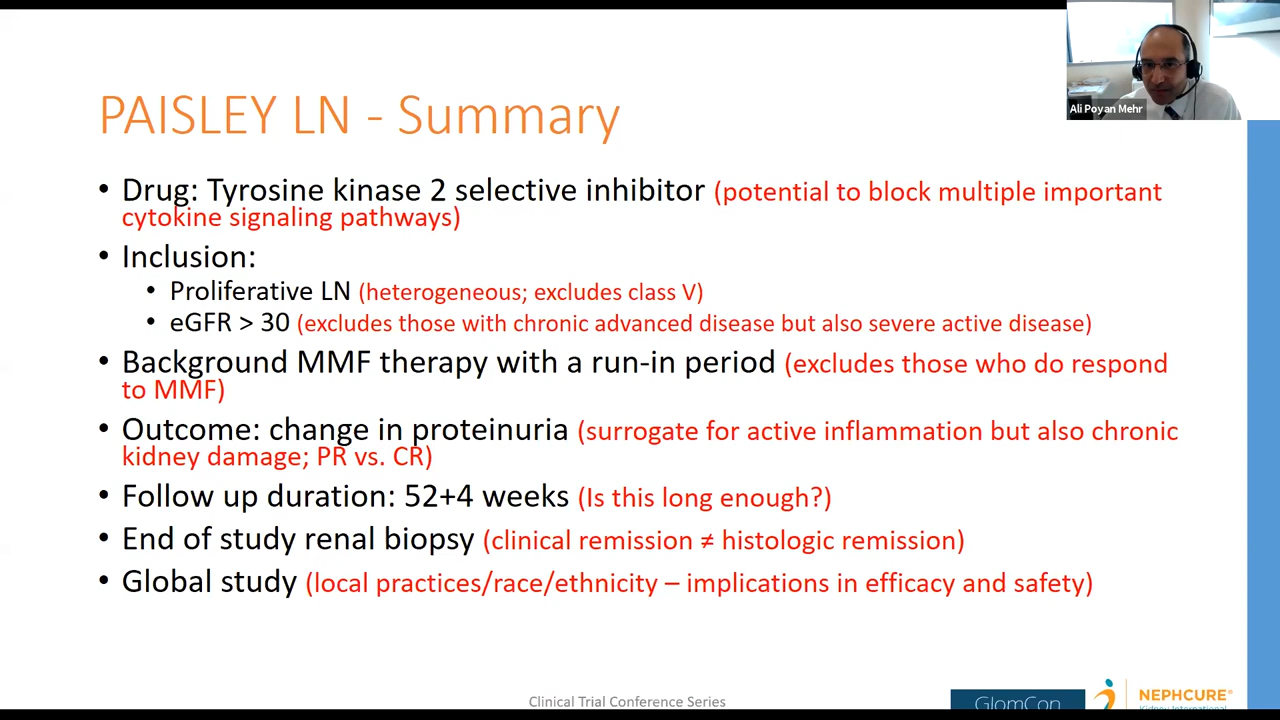 Ali Poyan Mehr
PAISLEY LN - Summary
• Drug: Tyrosine kinase 2 selective inhibitor (potential to block multiple important
cytokine signaling pathways)
• Inclusion:
• Proliferative LN (heterogeneous; excludes class V)
• eGFR > 30 (excludes those with chronic advanced disease but also severe active disease)
• Background MMF therapy with a run-in period (excludes those who do respond
to MMF)
• Outcome: change in proteinuria (surrogate for active inflammation but also chronic
kidney damage; PR vs. CR)
• Follow up duration: 52+4 weeks (Is this long enough?)
• End of study renal biopsy (clinical remission ≠ histologic remission)
• Global study (local practices/race/ethnicity – implications in efficacy and safety)
Clinical Trial Conference Series
GlomCon
NEPHCURE
Kidney International